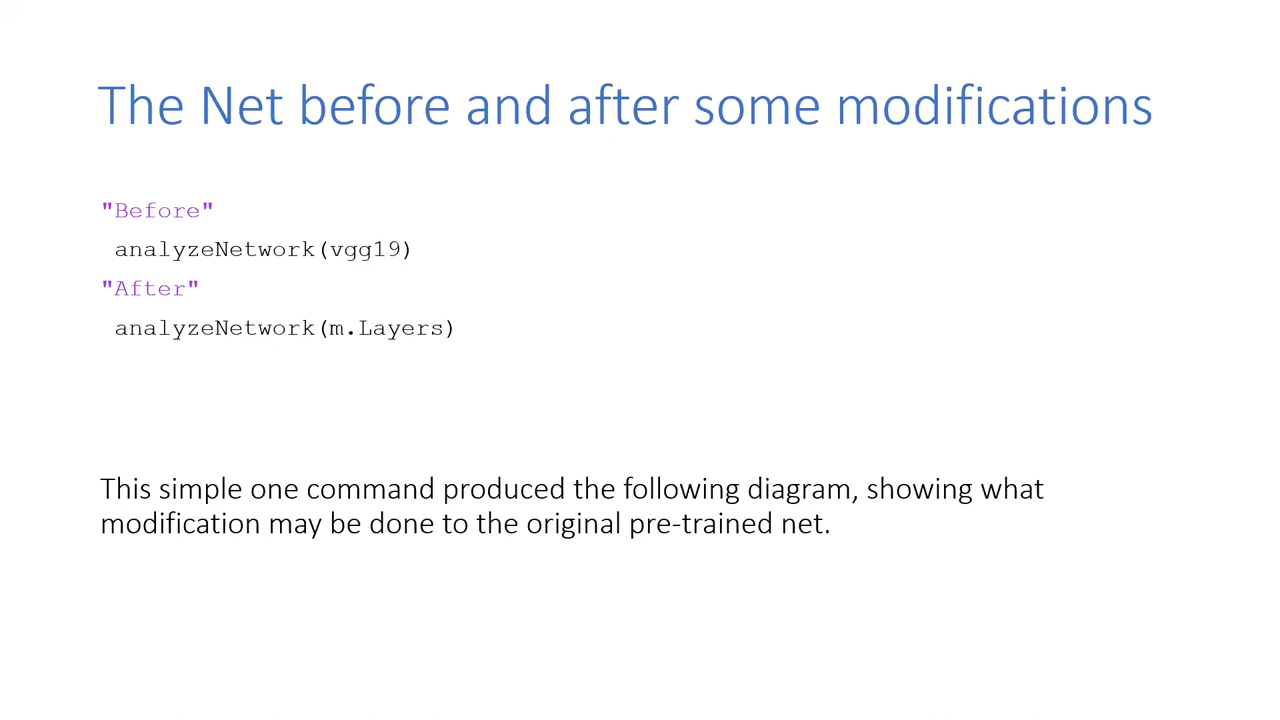 The Net before and after some modifications
"Before"
analyzeNetwork(vgg19)
"After"
analyzeNetwork(m.Layers)
This simple one command produced the following diagram, showing what
modification may be done to the original pre-trained net.